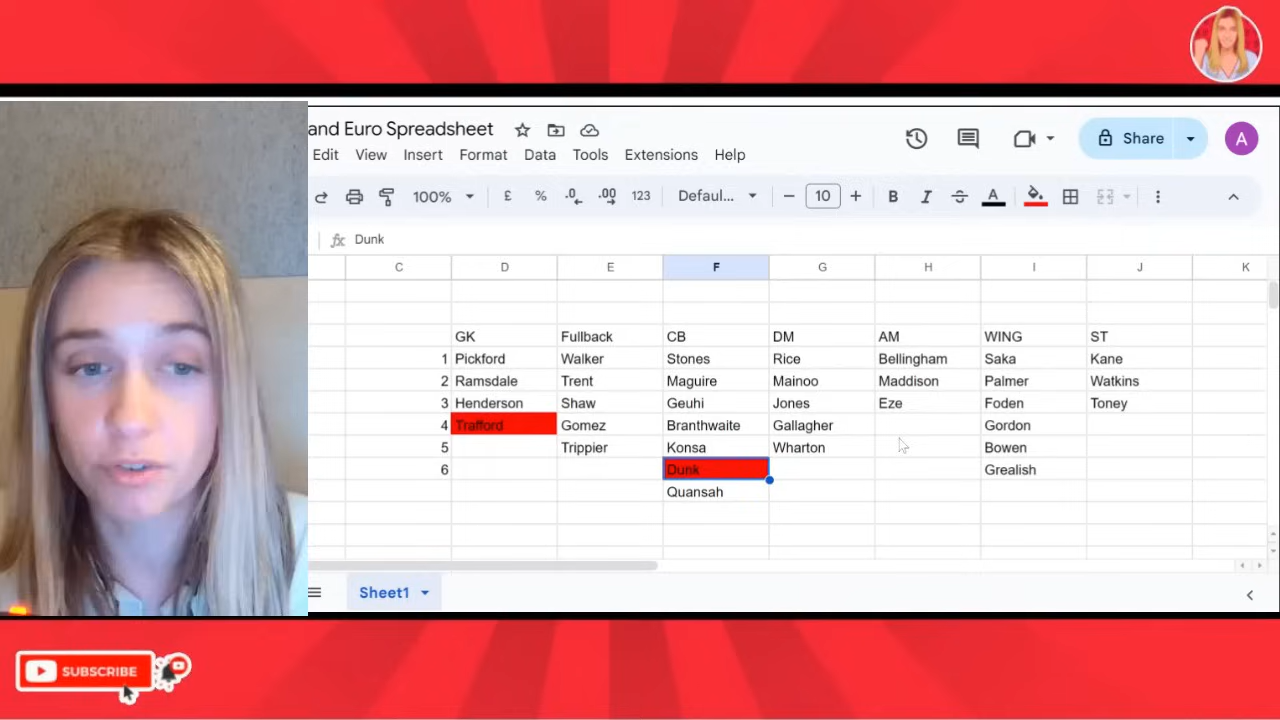 and Euro Spreadsheet
Edit View Insert Format Data Tools Extensions Help
Share
A
100% £ % .0 .00 123 Defaul... − 10 + B I S A
fx Dunk
C D E F G H I J K
GK Fullback CB DM AM WING ST
1 Pickford Walker Stones Rice Bellingham Saka Kane
2 Ramsdale Trent Maguire Mainoo Maddison Palmer Watkins
3 Henderson Shaw Geuhi Jones Eze Foden Toney
4 Trafford Gomez Branthwaite Gallagher Gordon
5 Trippier Konsa Wharton Bowen
6 Dunk Grealish
Quansah
Sheet1
SUBSCRIBE